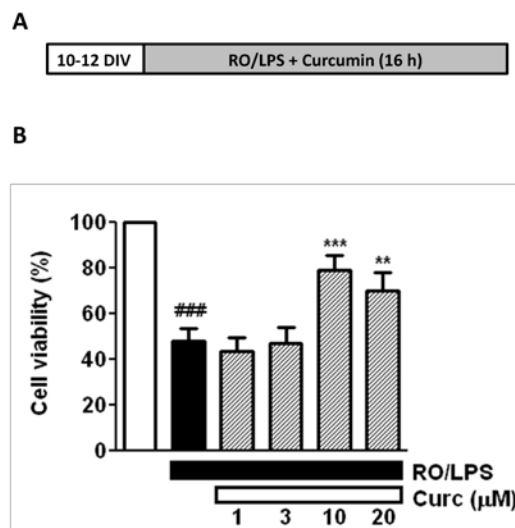 A
10-12 DIV RO/LPS + Curcumin (16 h)
B
Cell viability (%)
100
80
60
40
20
0
###
***
**
RO/LPS
Curc (μM)
1 3 10 20